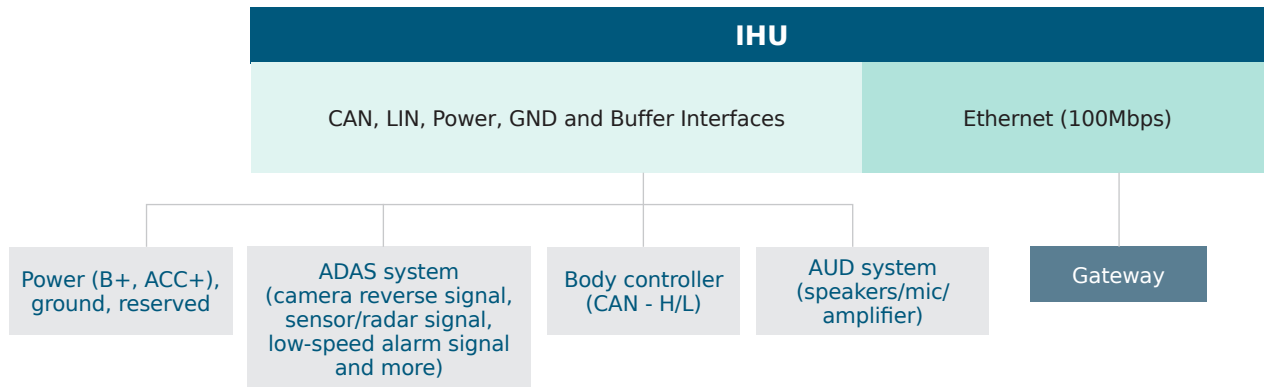 IHU
CAN, LIN, Power, GND and Buffer Interfaces
Ethernet (100Mbps)
Power (B+, ACC+),
ground, reserved
ADAS system
(camera reverse signal,
sensor/radar signal,
low-speed alarm signal
and more)
Body controller
(CAN - H/L)
AUD system
(speakers/mic/
amplifier)
Gateway